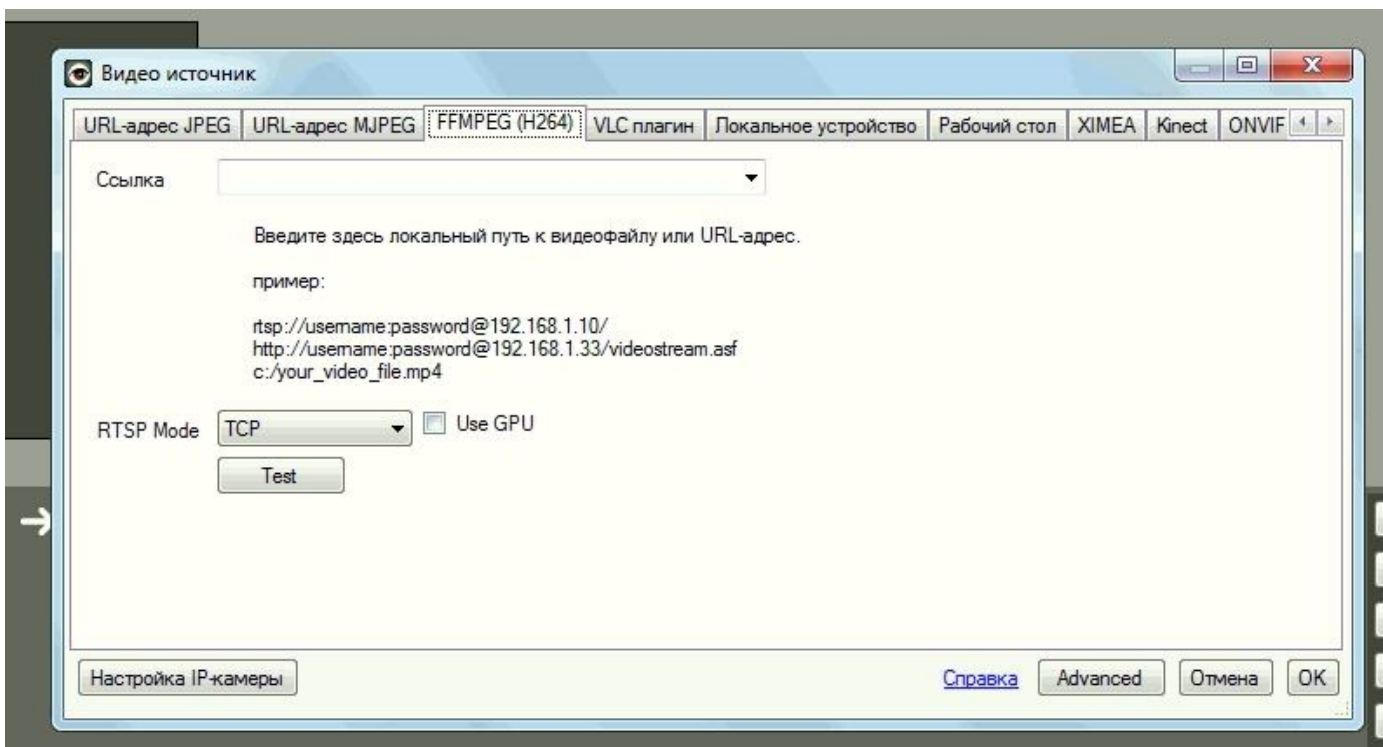 Видео источник
URL-адрес JPEG URL-адрес MJPEG FFMPEG (H264) VLC плагин Локальное устройство Рабочий стол XIMEA Kinect ONVIF
Ссылка
Введите здесь локальный путь к видеофайлу или URL-адрес.
пример:
rtsp://username:password@192.168.1.10/
http://username:password@192.168.1.33/videostream.asf
c:/your_video_file.mp4
RTSP Mode TCP Use GPU
Test
Настройка IP-камеры Справка Advanced Отмена OK